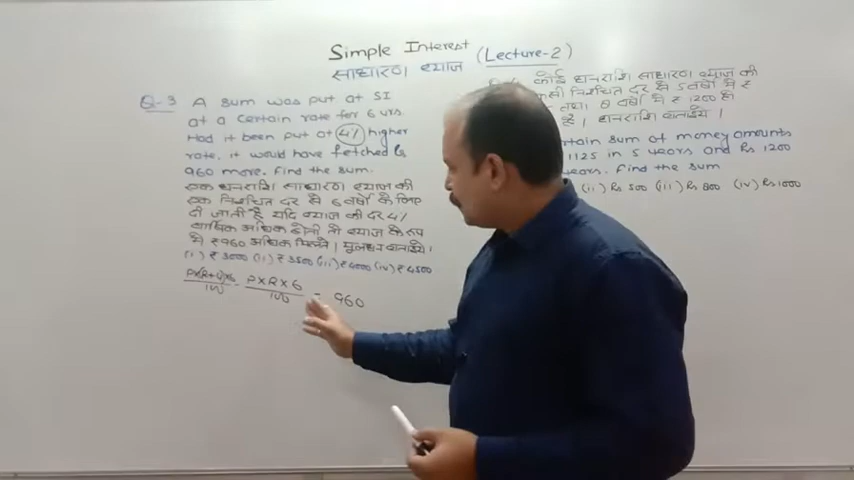 Simple Interest (Lecture-2)
साधारण ब्याज
Q-3 A sum was put at SI
at a certain rate for 6 yrs.
Had it been put at 4% higher
rate. it would have fetched ₹
960 more. find the sum.
एक धनराशि साधारण ब्याज की
एक निश्चित दर से 6 वर्षो के लिए
दी जाती है यदि ब्याज की दर 4%
वार्षिक अधिक होती तो ब्याज के रूप
मे ₹960 अधिक मिलते। मूलधन बताइये।
(i) ₹ 3000 (ii) ₹ 3500 (iii) ₹ 4000 (iv) ₹ 4500
P×(R+4)×6/100 - P×R×6/100 = 960
कोई धनराशि साधारण ब्याज की
निश्चित दर से 5 वर्षो मे ₹
तथा 8 वर्षो मे ₹ 1200 हो
है। धनराशि बताइये।
certain sum of money amounts
1125 in 5 years and Rs 1200
years. Find the sum
(ii) Rs 500 (iii) Rs 800 (iv) Rs 1000